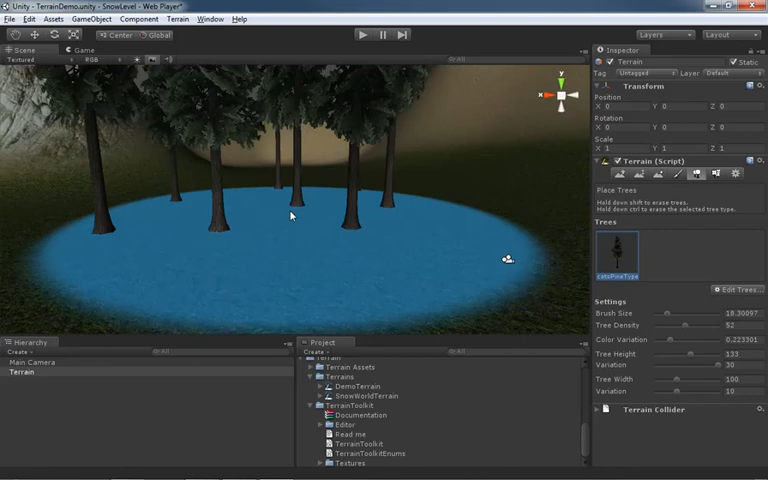 Unity - TerrainDemo.unity - SnowLevel - Web Player*
File Edit Assets GameObject Component Terrain Window Help
Center Global Layers Layout
Scene Game
Textured RGB All
y
x
Inspector
Terrain Static
Tag Untagged Layer Default
Transform
Position
X 0 Y 0 Z 0
Rotation
X 0 Y 0 Z 0
Scale
X 1 Y 1 Z 1
Terrain (Script)
Place Trees
Hold down shift to erase trees.
Hold down ctrl to erase the selected tree type.
Trees
cotsPineType
Edit Trees...
Settings
Brush Size 18.30097
Tree Density 52
Color Variation 0.223301
Tree Height 133
Variation 30
Tree Width 100
Variation 10
Terrain Collider
Hierarchy
Create All
Main Camera
Terrain
Project
Create All
Terrain
Terrain Assets
Terrains
DemoTerrain
SnowWorldTerrain
TerrainToolkit
Documentation
Editor
Read me
TerrainToolkit
TerrainToolkitEnums
Textures